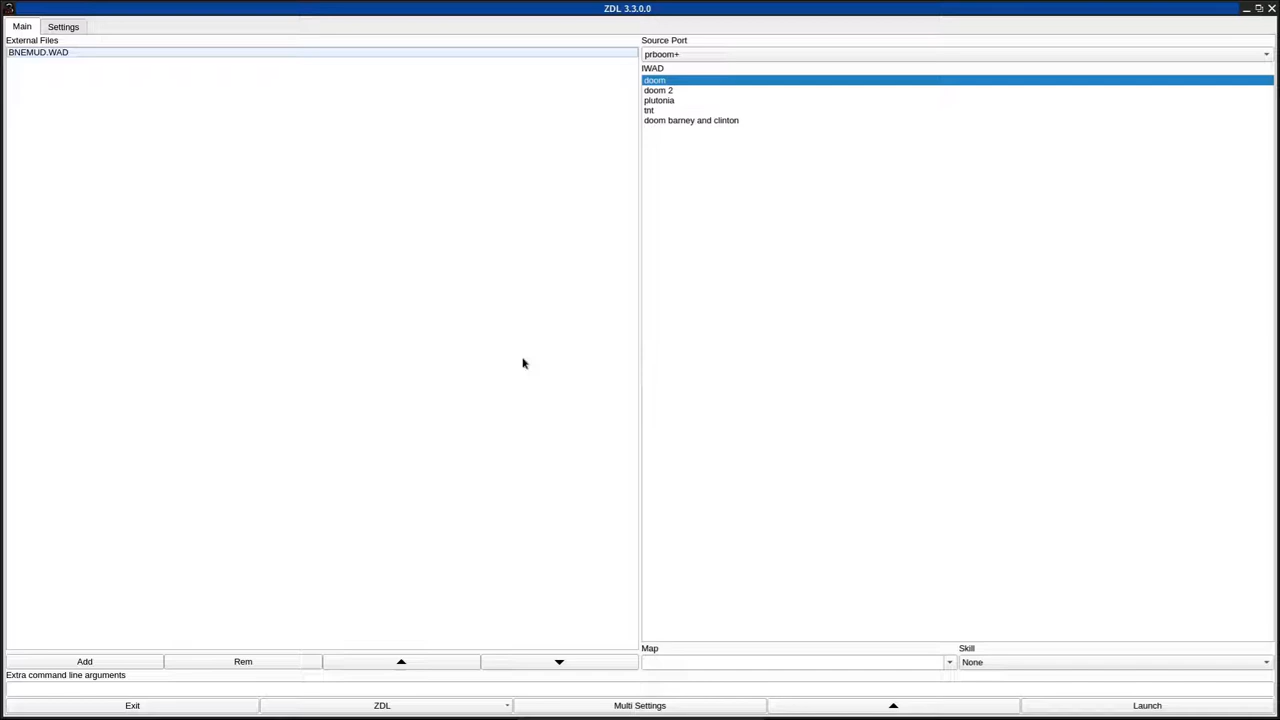 ZDL 3.3.0.0
Main
Settings
External Files
BNEMUD.WAD
Source Port
prboom+
IWAD
doom
doom 2
plutonia
tnt
doom barney and clinton
Map
Skill
None
Add
Rem
Extra command line arguments
Exit
ZDL
Multi Settings
Launch